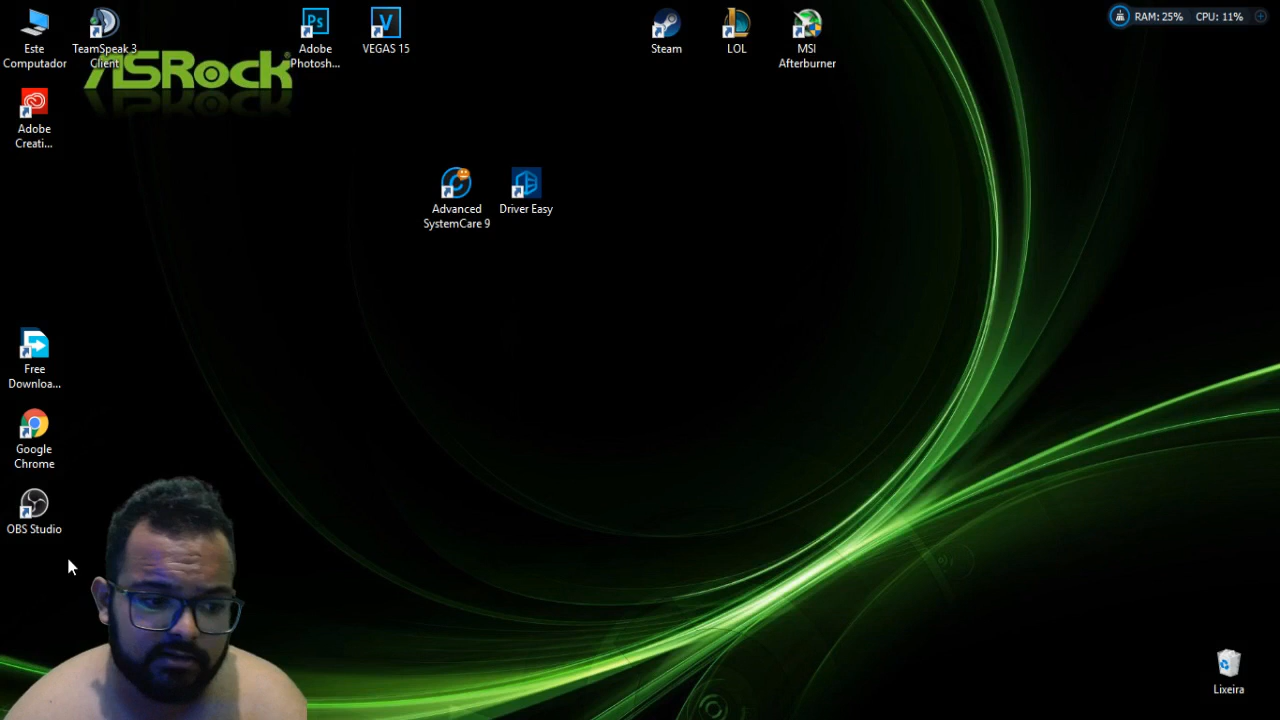 Este
Computador
TeamSpeak 3
Client
Adobe
Photosh...
VEGAS 15
Steam
LOL
MSI
Afterburner
RAM: 25% CPU: 11%
ASRock
Adobe
Creati...
Advanced
SystemCare 9
Driver Easy
Free
Downloa...
Google
Chrome
OBS Studio
Lixeira